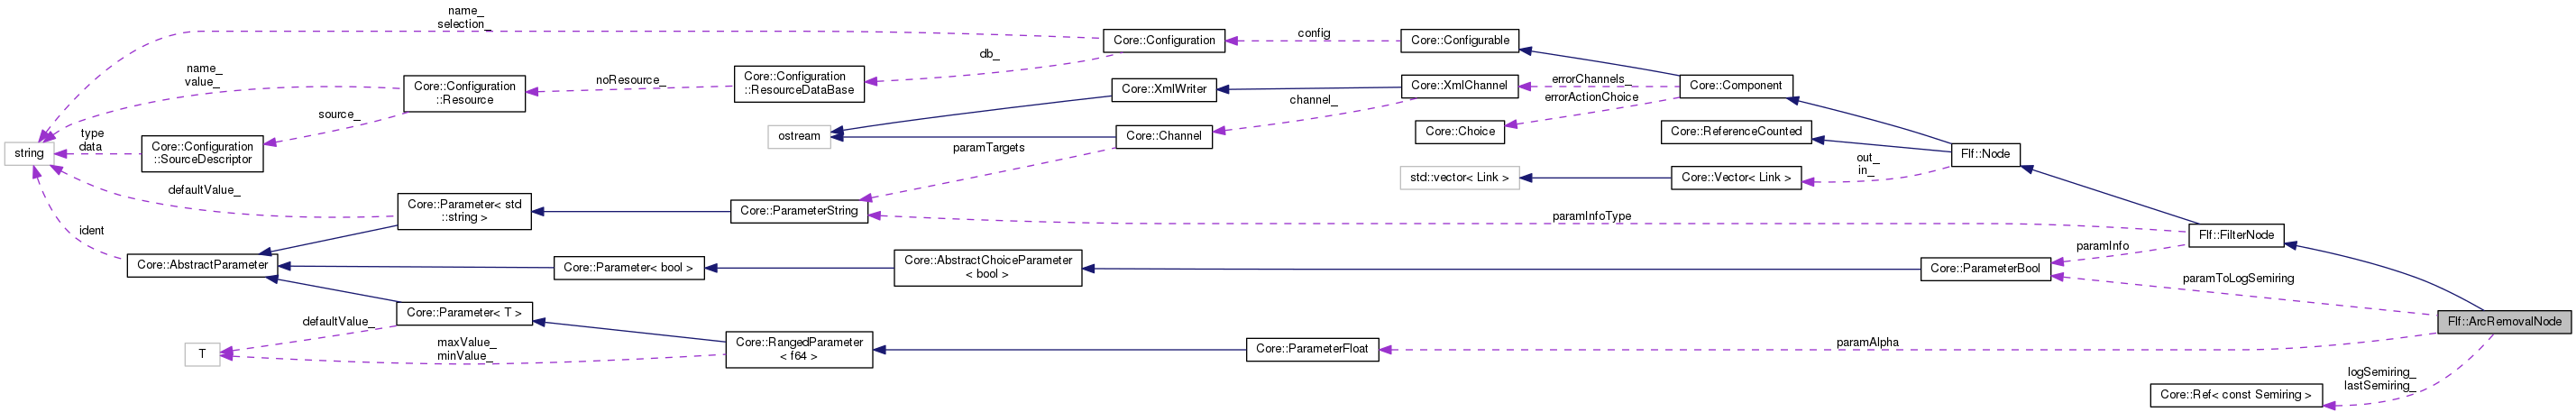 name_
selection_
Core::Configuration
config
Core::Configurable
db_
name_
value_
Core::Configuration
::Resource
noResource_
Core::Configuration
::ResourceDataBase
Core::XmlWriter
Core::XmlChannel
errorChannels_
errorActionChoice
Core::Component
source_
channel_
type
data
string
Core::Configuration
::SourceDescriptor
ostream
Core::Channel
Core::Choice
Core::ReferenceCounted
paramTargets
out_
in_
Flf::Node
defaultValue_
std::vector< Link >
Core::Vector< Link >
Core::Parameter< std
::string >
Core::ParameterString
paramInfoType
ident
Flf::FilterNode
paramInfo
Core::AbstractParameter
Core::Parameter< bool >
Core::AbstractChoiceParameter
< bool >
Core::ParameterBool
paramToLogSemiring
Core::Parameter< T >
defaultValue_
Flf::ArcRemovalNode
T
maxValue_
minValue_
Core::RangedParameter
< f64 >
Core::ParameterFloat
paramAlpha
logSemiring_
lastSemiring_
Core::Ref< const Semiring >